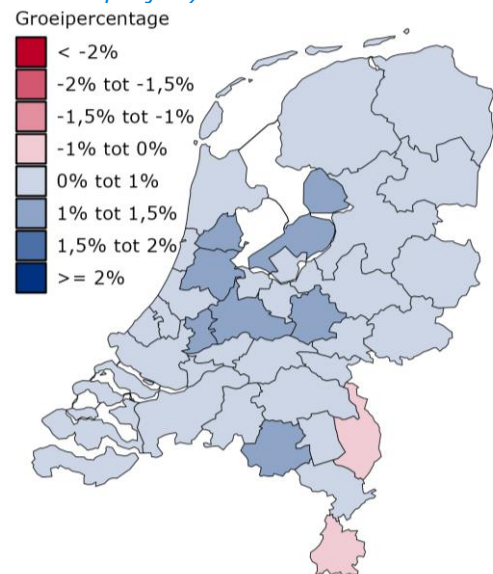 Groeipercentage
< -2%
-2% tot -1,5%
-1,5% tot -1%
-1% tot 0%
0% tot 1%
1% tot 1,5%
1,5% tot 2%
>= 2%